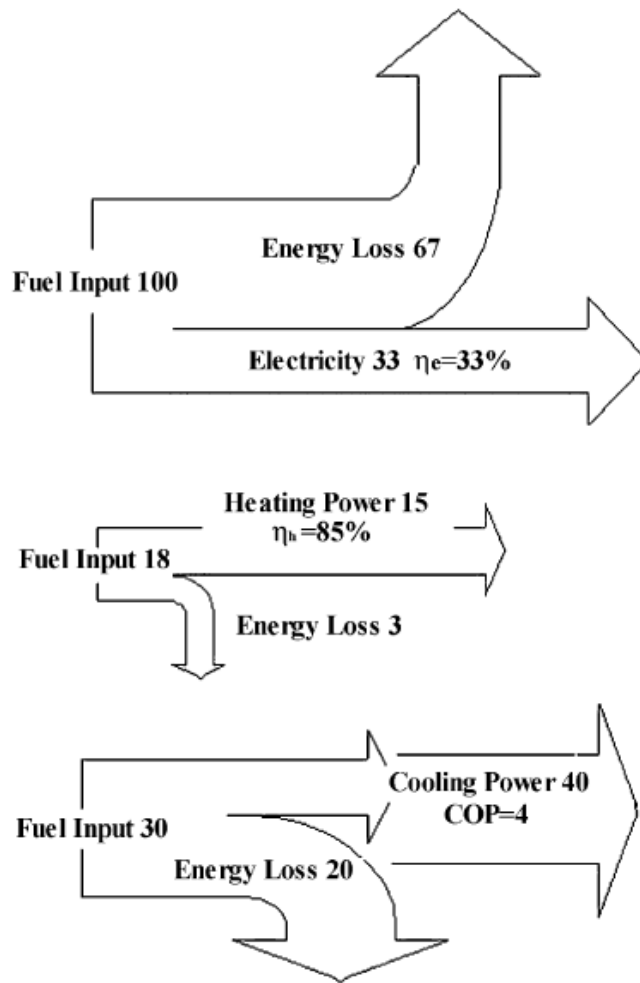 Energy Loss 67
Fuel Input 100
Electricity 33 ηe=33%
Heating Power 15
ηh=85%
Fuel Input 18
Energy Loss 3
Cooling Power 40
COP=4
Fuel Input 30
Energy Loss 20